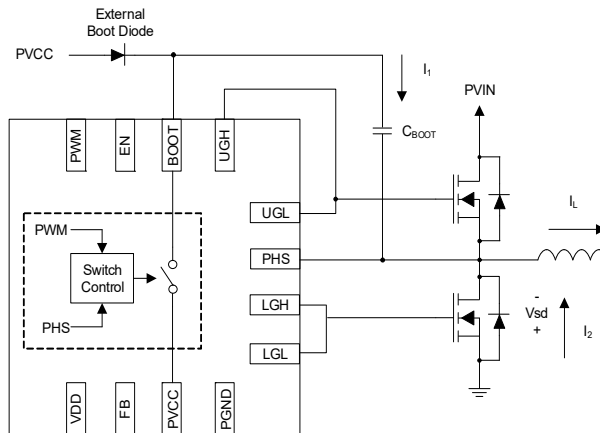 External
Boot Diode
PVCC
I1
PVIN
CBOOT
PWM
EN
BOOT
UGH
UGL
IL
PWM
PHS
Switch
Control
LGH
-
Vsd
+
I2
PHS
LGL
VDD
FB
PVCC
PGND